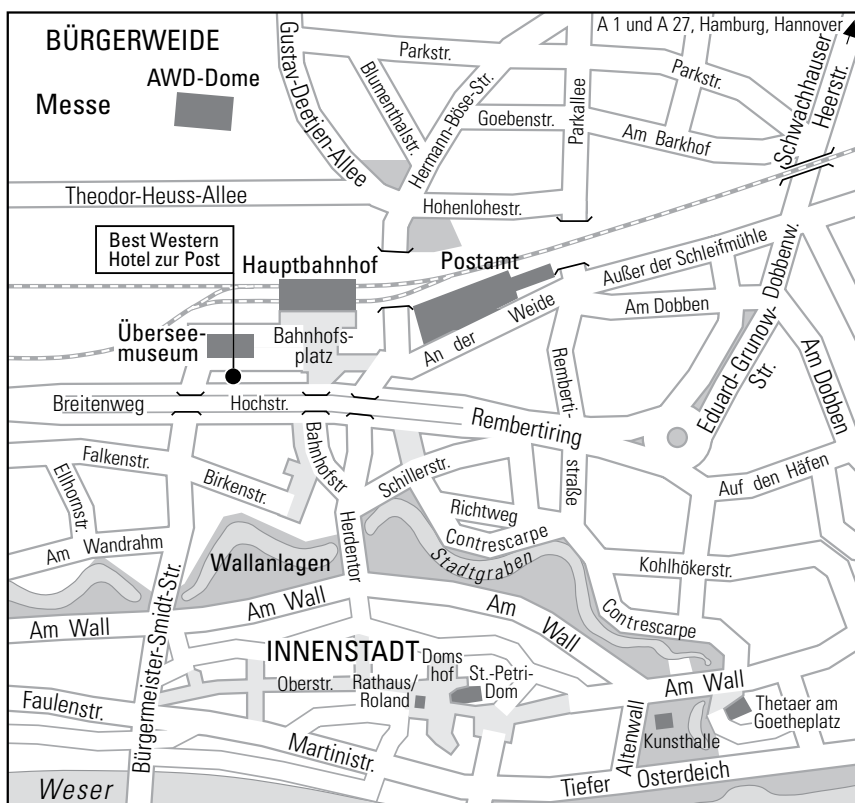 A 1 und A 27, Hamburg, Hannover
BÜRGERWEIDE
AWD-Dome
Messe
Gustav-Deetjen-Allee
Blumenthalstr.
Hermann-Böse-Str.
Parkstr.
Goebenstr.
Parkallee
Parkstr.
Am Barkhof
Schwachhauser
Heerstr.
Theodor-Heuss-Allee
Hohenlohestr.
Best Western
Hotel zur Post
Hauptbahnhof
Postamt
Außer der Schleifmühle
Am Dobben
Übersee-
museum
Bahnhofs-
platz
An der Weide
Remberti-
straße
Eduard-Grunow-
Str.
Dobbenw.
Am Dobben
Breitenweg
Hochstr.
Rembertiring
Falkenstr.
Ellhornstr.
Birkenstr.
Bahnhofstr
Schillerstr.
Herdentor
Richtweg
Contrescarpe
Auf den Häfen
Am Wandrahm
Wallanlagen
Stadtgraben
Kohlhökerstr.
Contrescarpe
Am Wall
Am Wall
Am Wall
Am Wall
Bürgermeister-Smidt-Str.
INNENSTADT
Doms
hof
Oberstr.
Rathaus/
Roland
St.-Petri-
Dom
Faulenstr.
Martinistr.
Altenwall
Kunsthalle
Thetaer am
Goetheplatz
Weser
Tiefer
Osterdeich